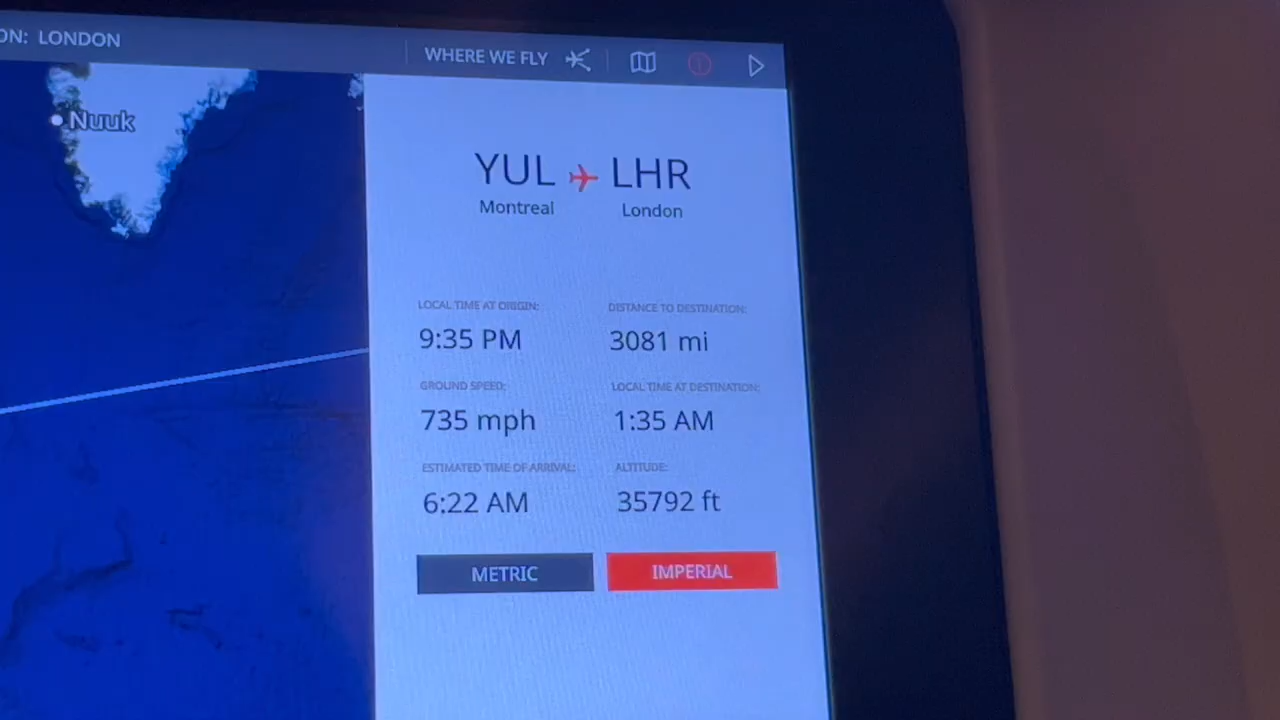 ON: LONDON
WHERE WE FLY
Nuuk
YUL LHR
Montreal London
LOCAL TIME AT ORIGIN: DISTANCE TO DESTINATION:
9:35 PM 3081 mi
GROUND SPEED: LOCAL TIME AT DESTINATION:
735 mph 1:35 AM
ESTIMATED TIME OF ARRIVAL: ALTITUDE:
6:22 AM 35792 ft
METRIC IMPERIAL